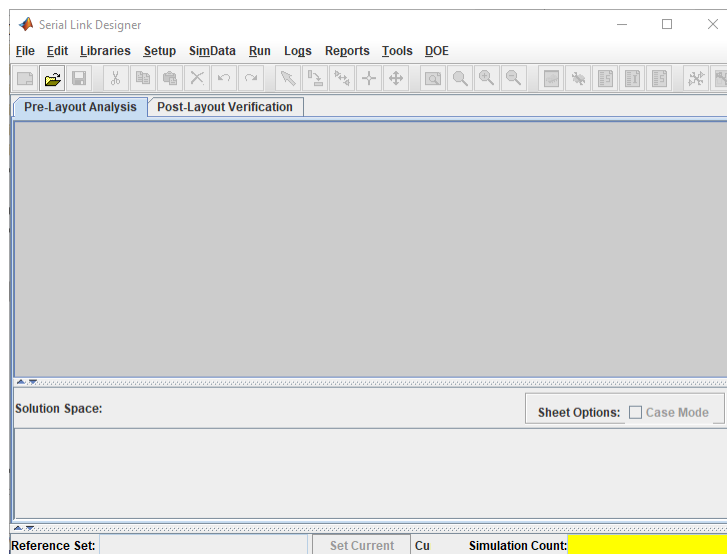 Serial Link Designer
File Edit Libraries Setup SimData Run Logs Reports Tools DOE
Pre-Layout Analysis Post-Layout Verification
Solution Space:
Sheet Options: Case Mode
Reference Set: Set Current Cu Simulation Count: